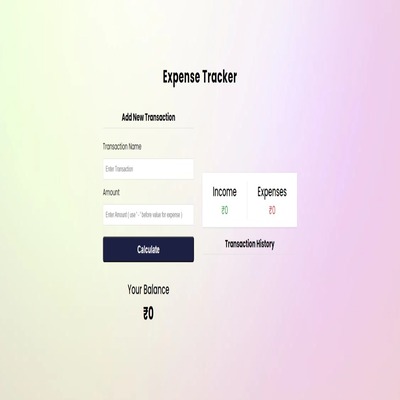 Expense Tracker
Add New Transaction
Transaction Name
Enter Transaction
Amount
Enter Amount ( use ' - ' before value for expense )
Calculate
Your Balance
₹0
Income
₹0
Expenses
₹0
Transaction History